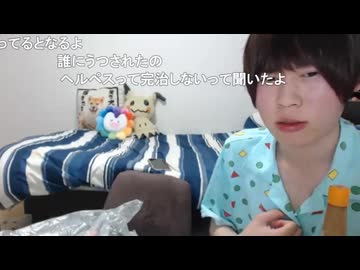 ってるとなるよ
誰にうつされたの
ヘルペスって完治しないって聞いたよ